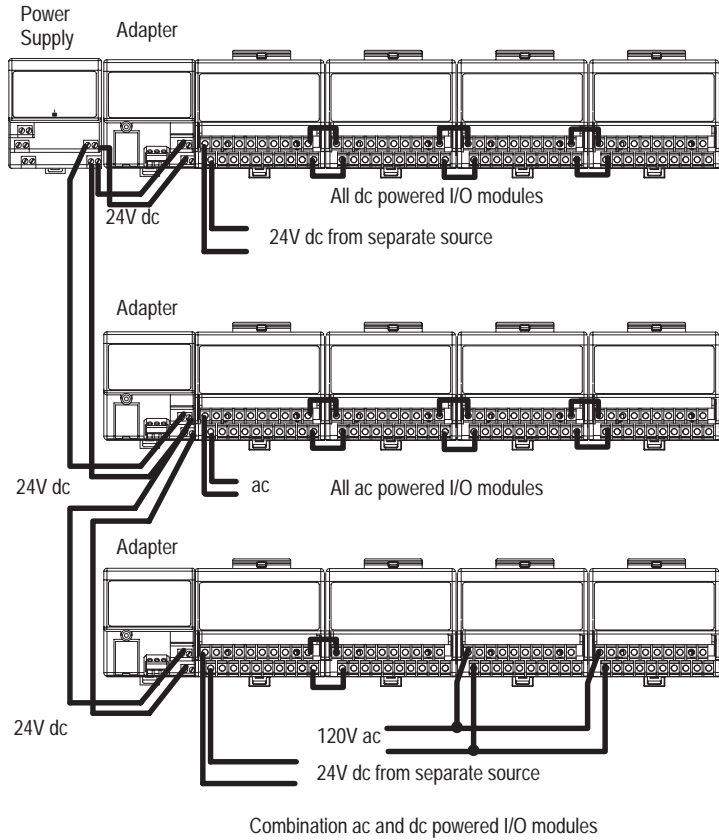 Power
Supply
Adapter
All dc powered I/O modules
24V dc
24V dc from separate source
Adapter
24V dc
ac
All ac powered I/O modules
Adapter
24V dc
120V ac
24V dc from separate source
Combination ac and dc powered I/O modules